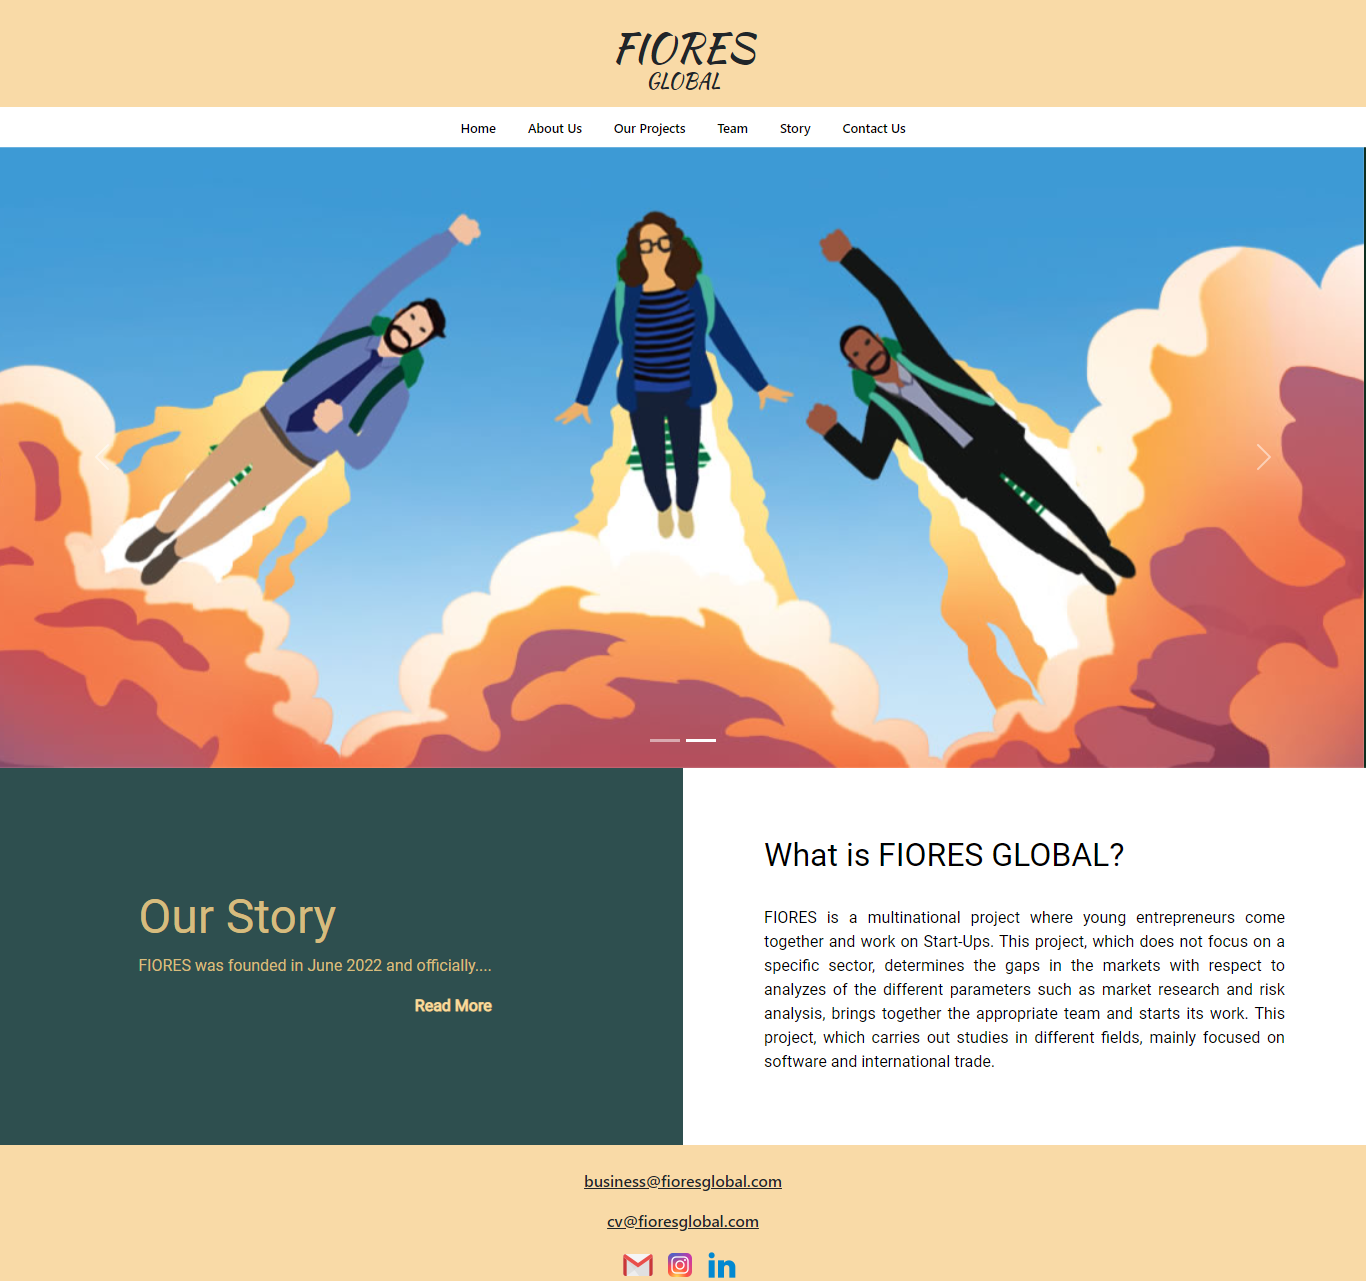 FIORES
GLOBAL
Home About Us Our Projects Team Story Contact Us
Our Story
FIORES was founded in June 2022 and officially....
Read More
What is FIORES GLOBAL?
FIORES is a multinational project where young entrepreneurs come
together and work on Start-Ups. This project, which does not focus on a
specific sector, determines the gaps in the markets with respect to
analyzes of the different parameters such as market research and risk
analysis, brings together the appropriate team and starts its work. This
project, which carries out studies in different fields, mainly focused on
software and international trade.
business@fioresglobal.com
cv@fioresglobal.com
in